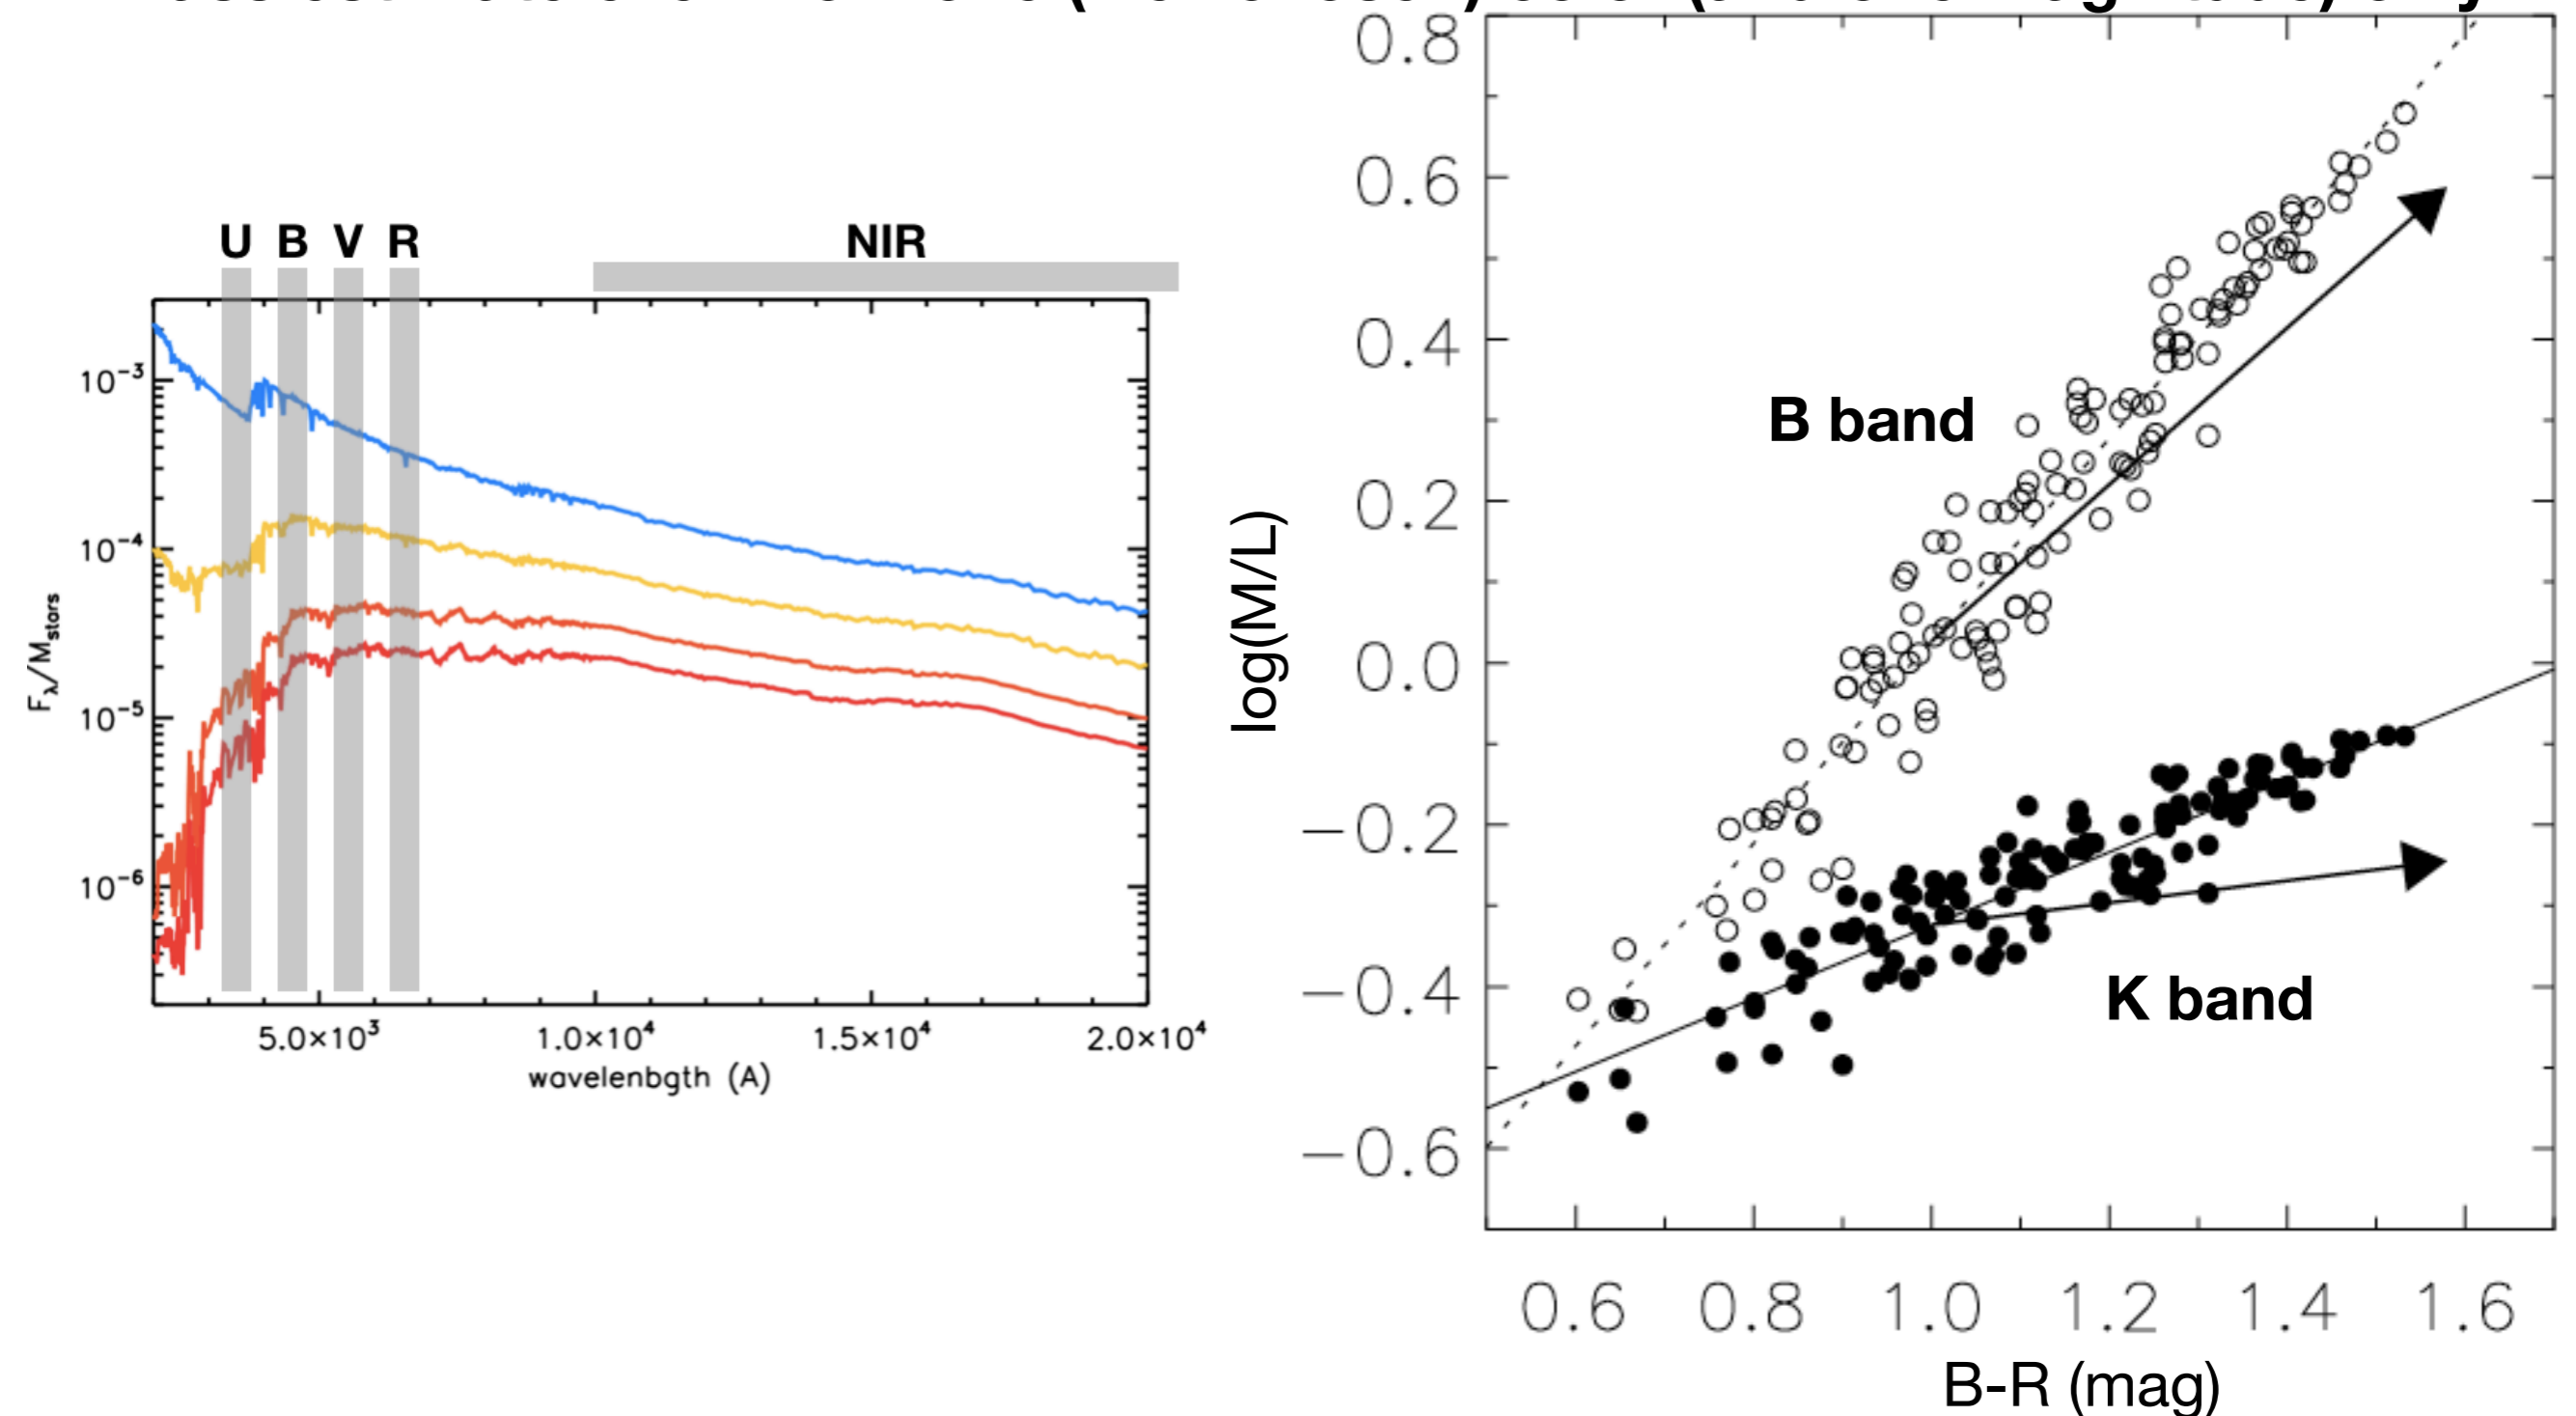 U B V R
NIR
10⁻³
10⁻⁴
10⁻⁵
10⁻⁶
Fλ/Mstars
5.0×10³ 1.0×10⁴ 1.5×10⁴ 2.0×10⁴
wavelenbgth (A)
0.8
0.6
0.4
0.2
0.0
−0.2
−0.4
−0.6
log(M/L)
B band
K band
0.6 0.8 1.0 1.2 1.4 1.6
B-R (mag)